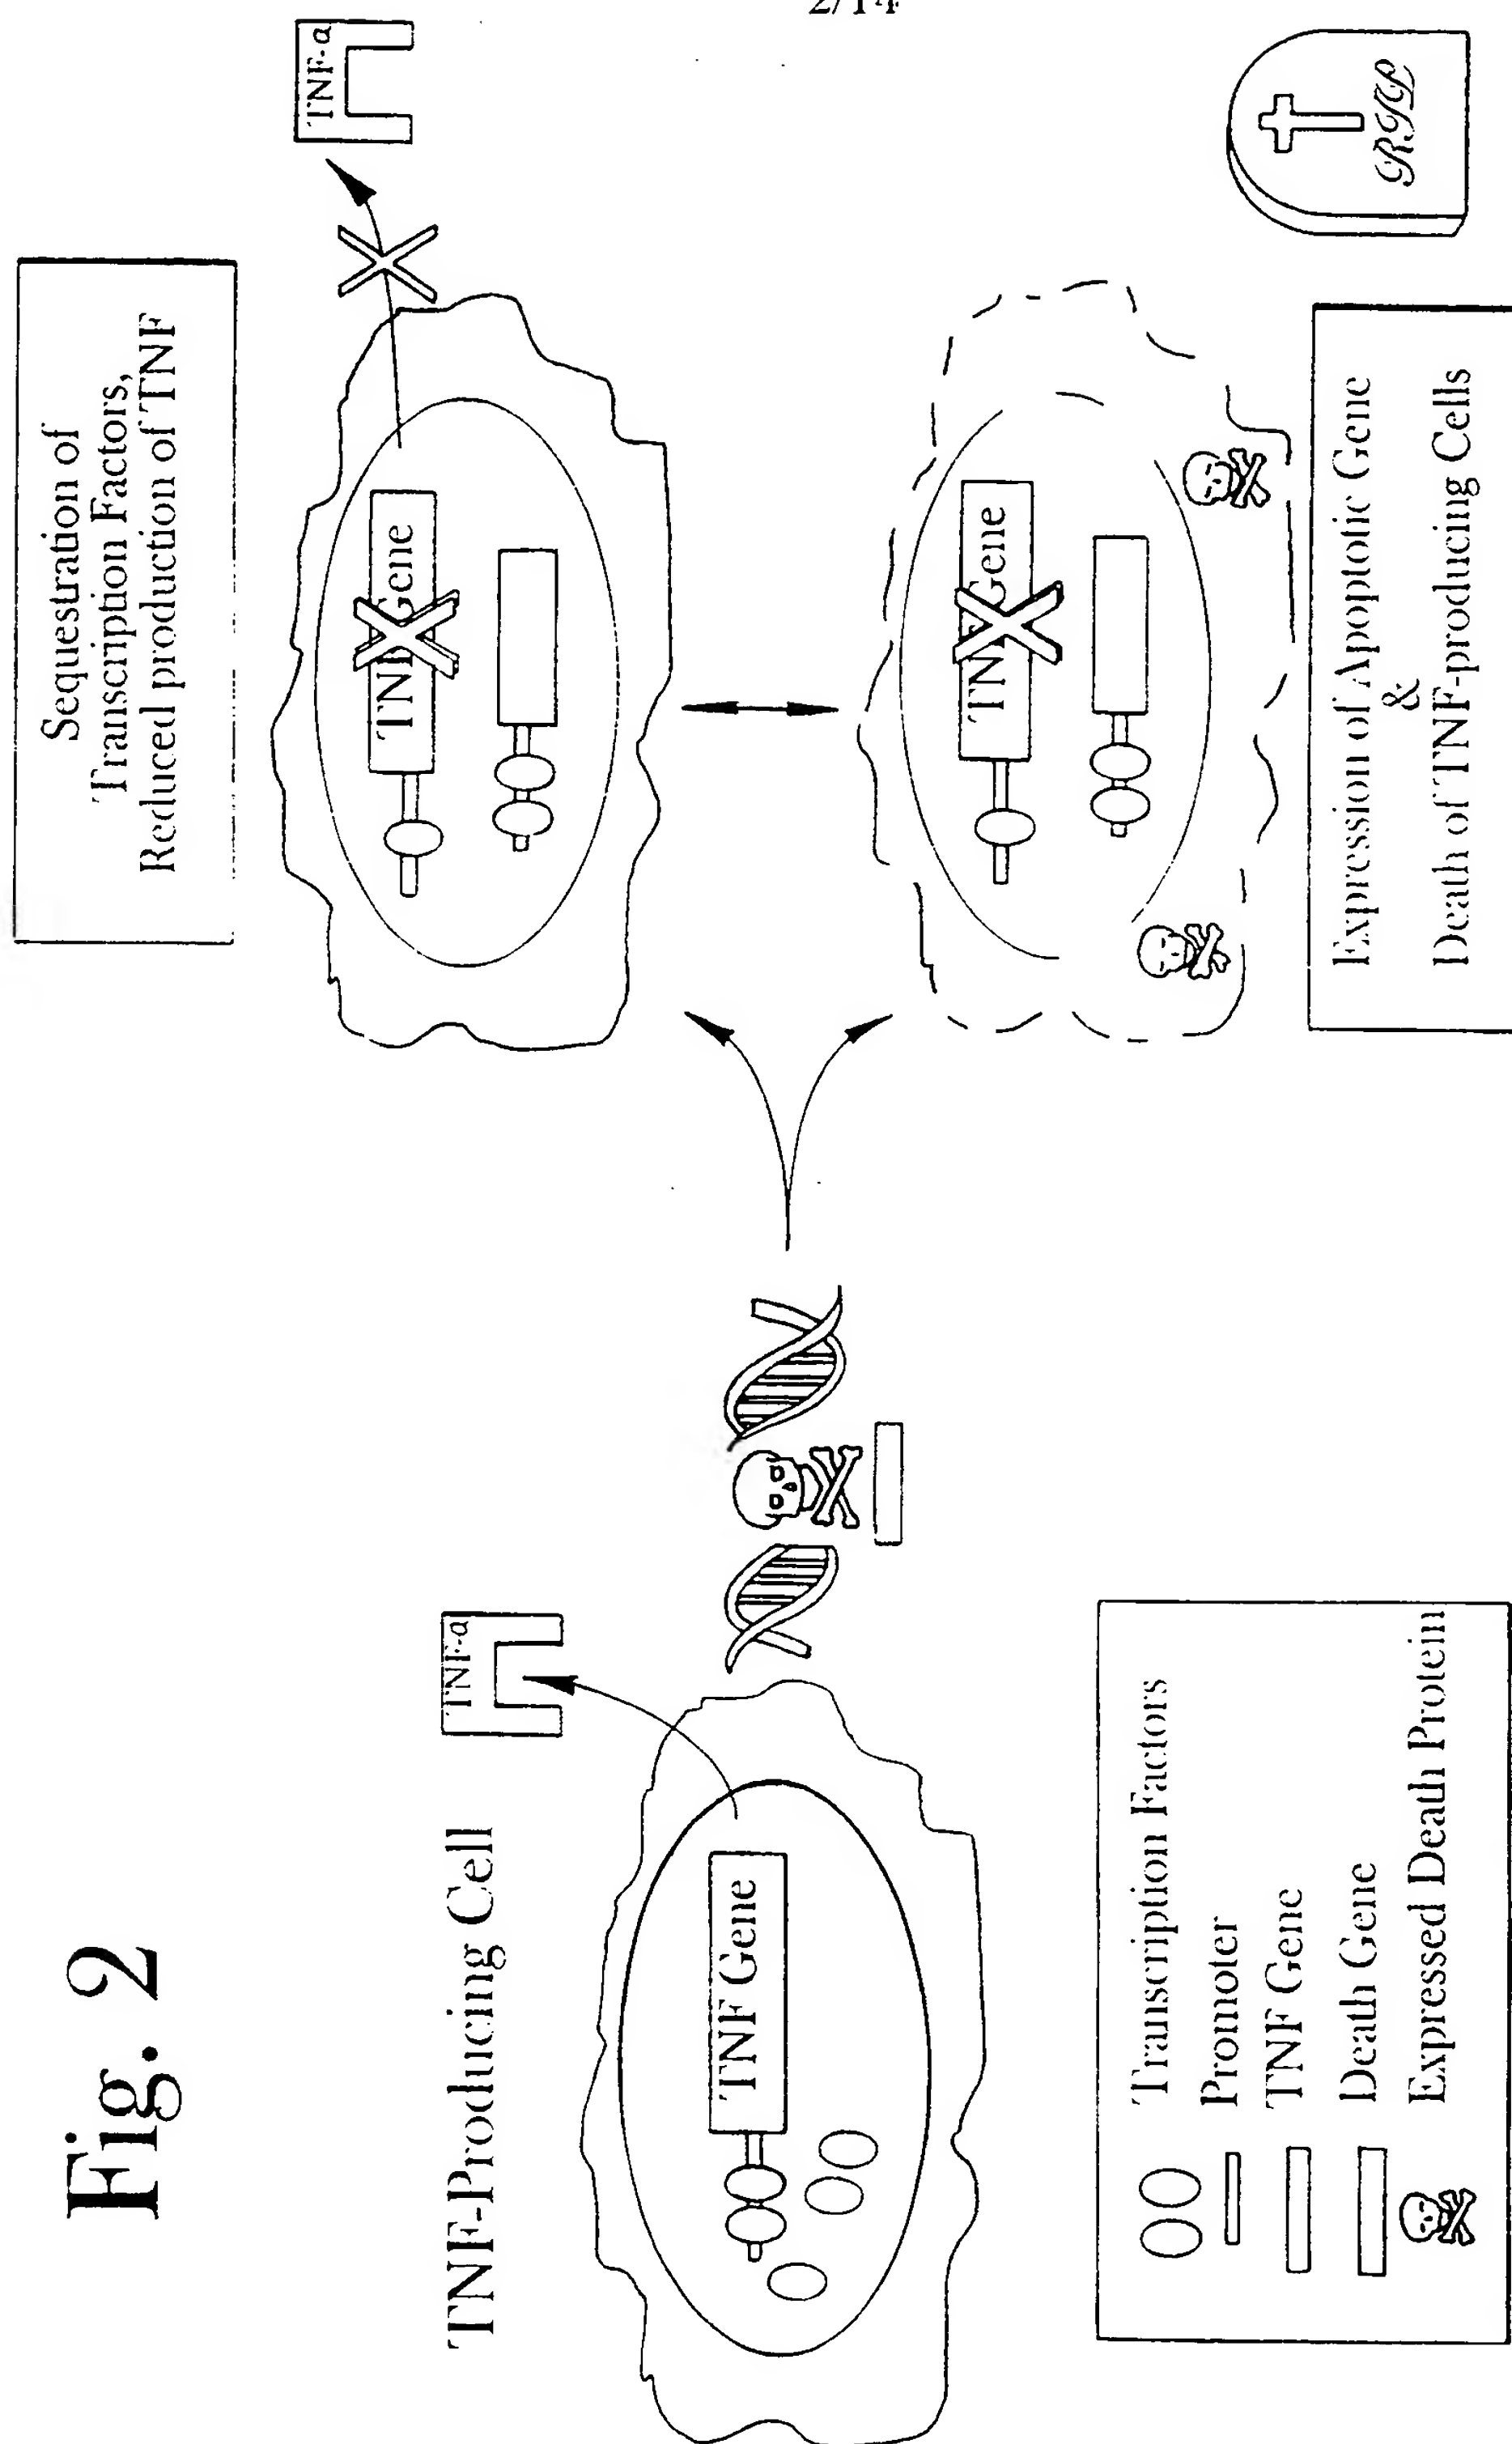 2/14
Fig. 2
TNF-Producing Cell
TNF-α
TNF Gene
Transcription Factors
Promoter
TNF Gene
Death Gene
Expressed Death Protein
Sequestration of
Transcription Factors,
Reduced production of TNF
TNF-α
TNF Gene
TNF Gene
Expression of Apoptotic Gene
&
Death of TNF-producing Cells
RIP